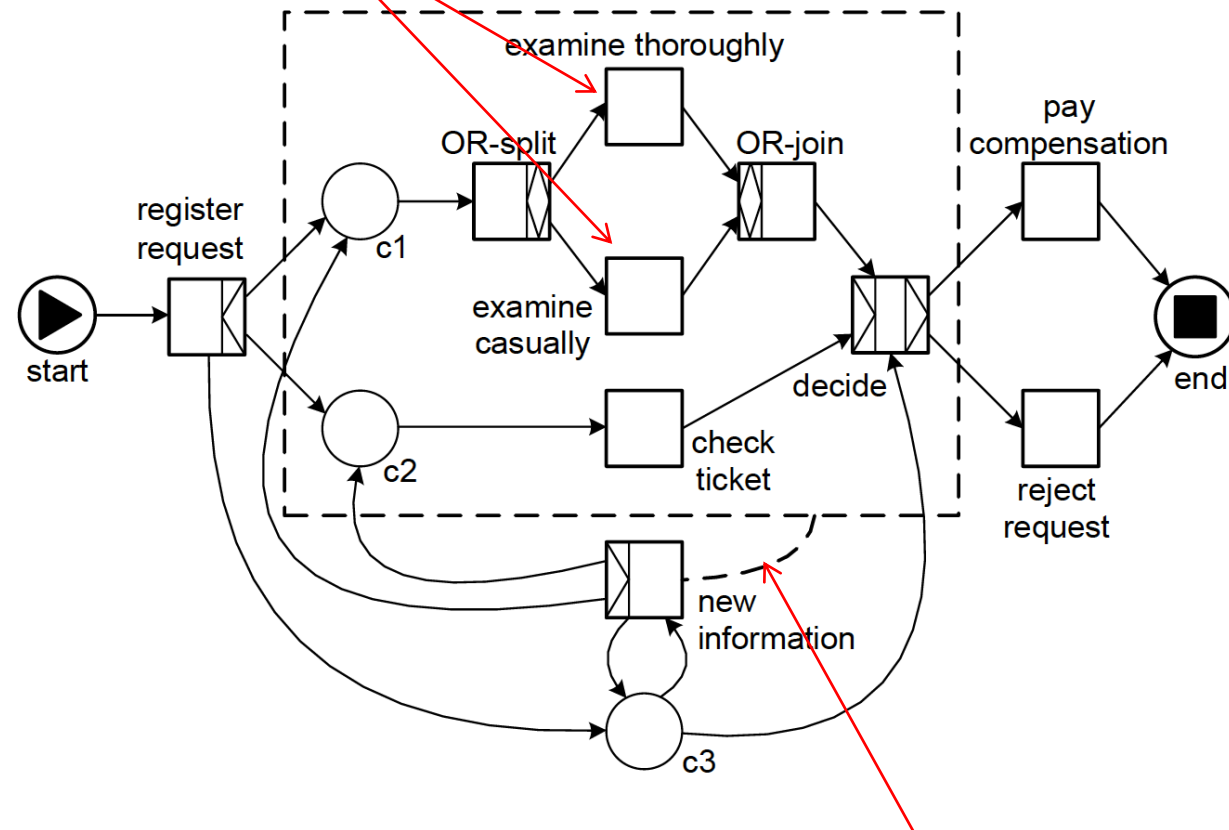 examine thoroughly
pay
compensation
OR-split
OR-join
register
request
c1
examine
casually
start
end
decide
check
ticket
c2
reject
request
new
information
c3